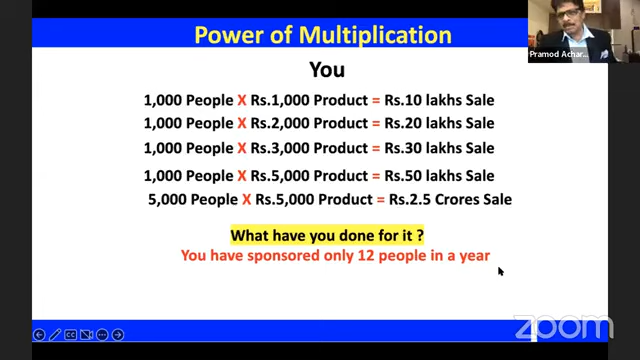 Power of Multiplication
Pramod Achar...
You
1,000 People X Rs.1,000 Product = Rs.10 lakhs Sale
1,000 People X Rs.2,000 Product = Rs.20 lakhs Sale
1,000 People X Rs.3,000 Product = Rs.30 lakhs Sale
1,000 People X Rs.5,000 Product = Rs.50 lakhs Sale
5,000 People X Rs.5,000 Product = Rs.2.5 Crores Sale
What have you done for it ?
You have sponsored only 12 people in a year
zoom